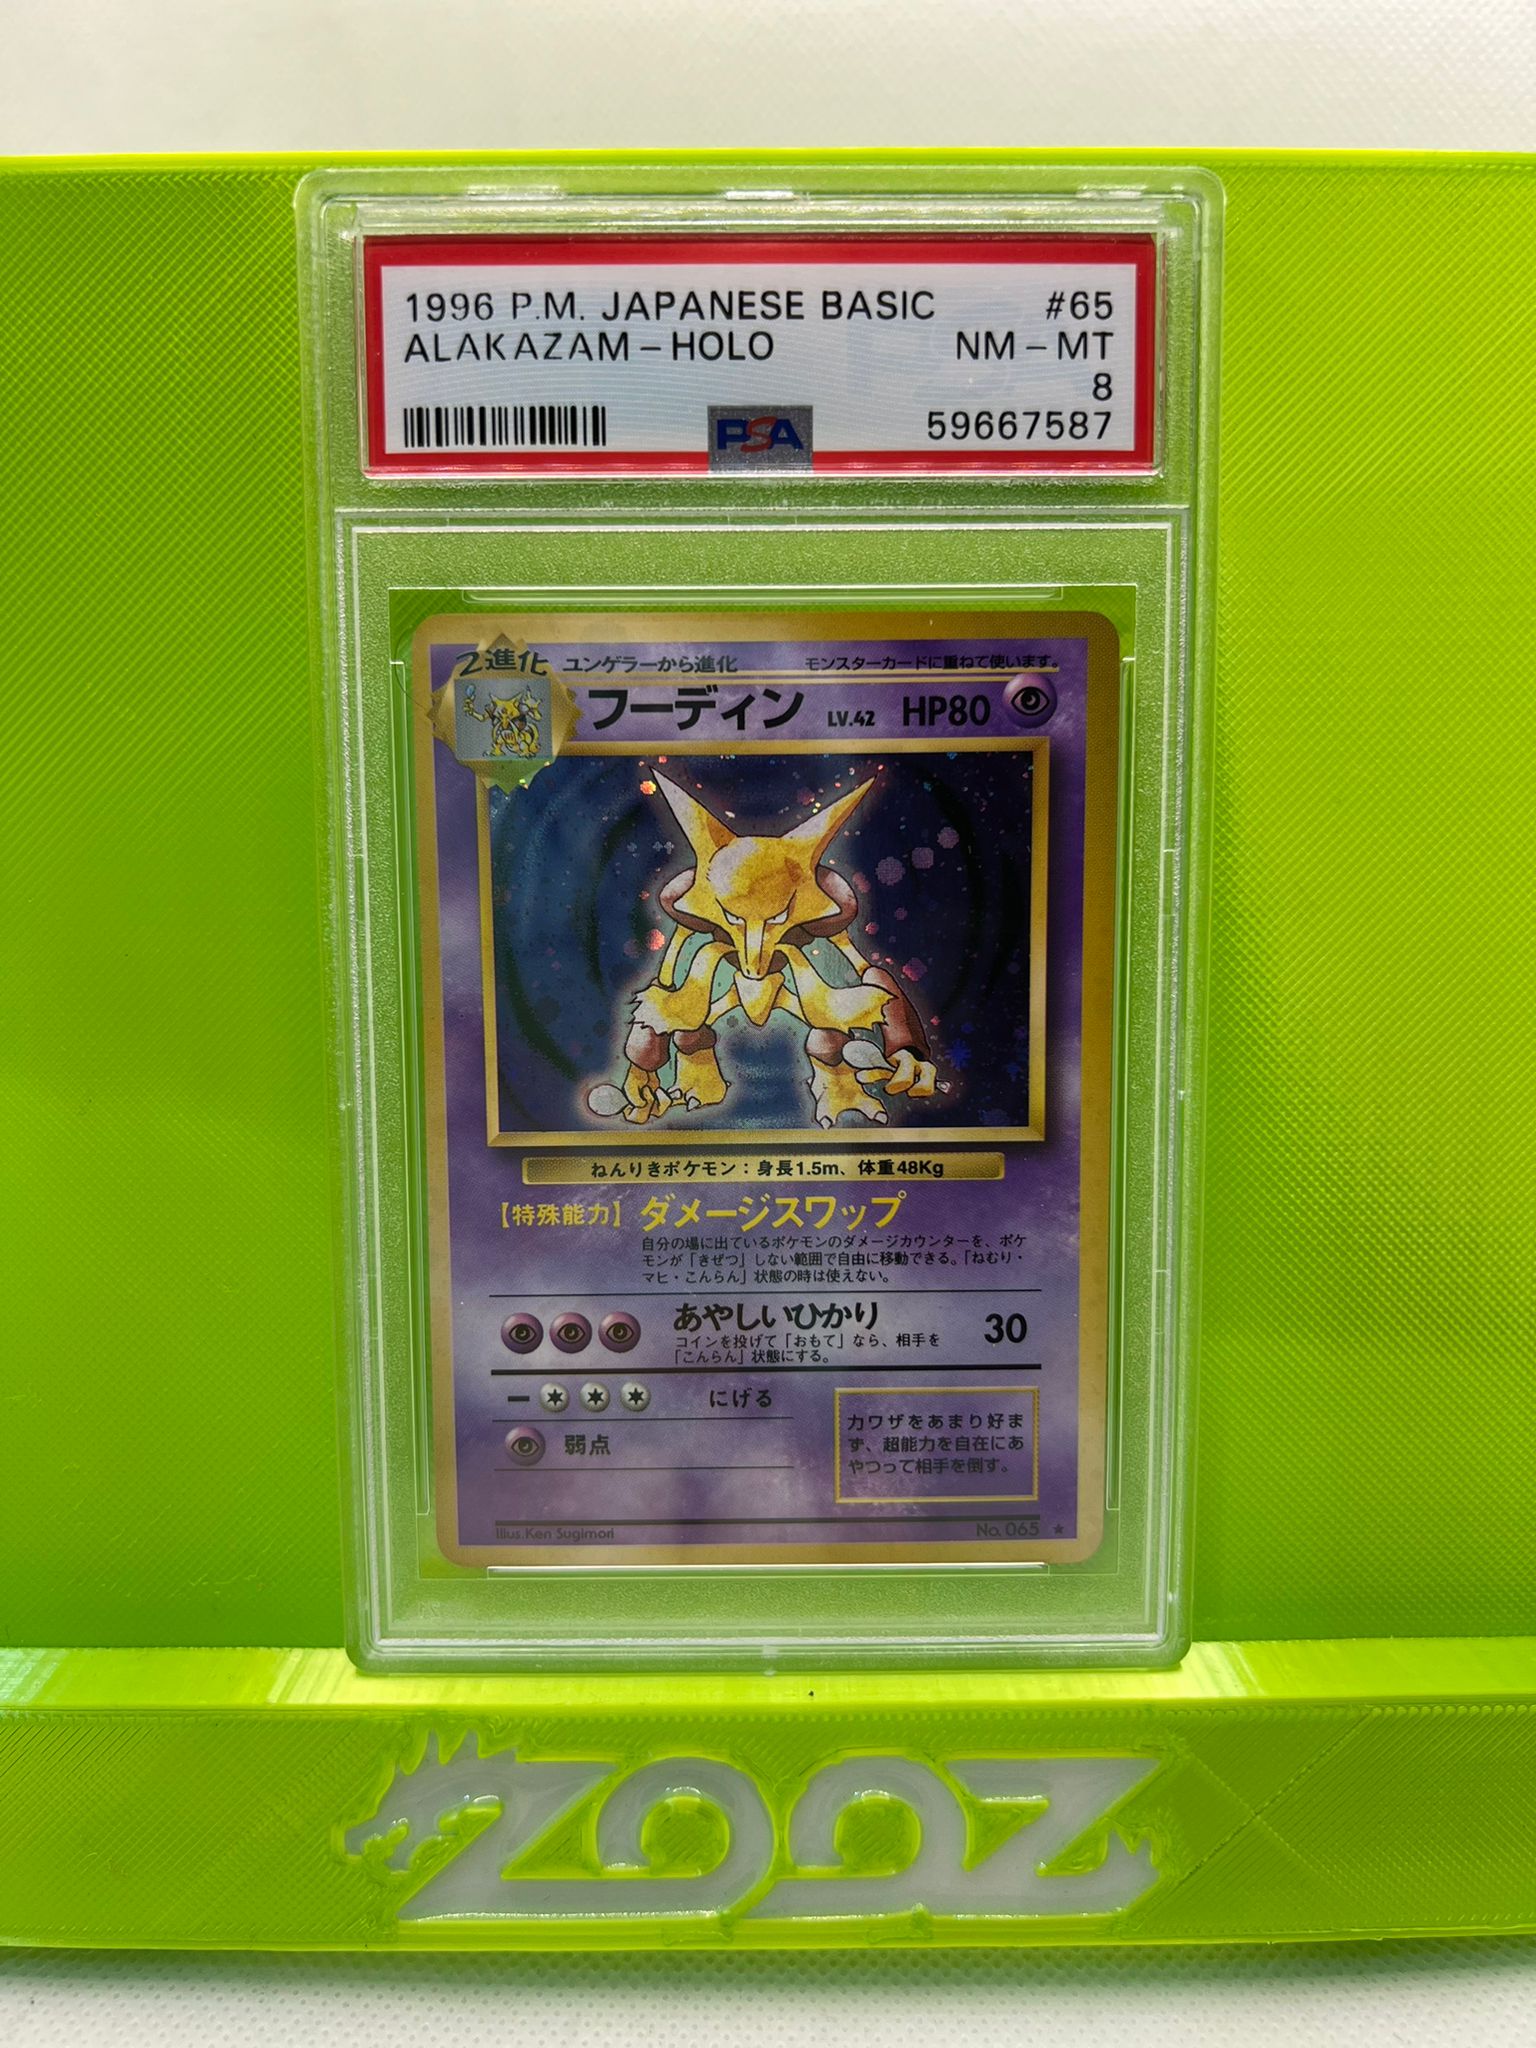 1996 P.M. JAPANESE BASIC #65
ALAKAZAM-HOLO NM-MT
8
PSA 59667587
2進化 ユンゲラーから進化 モンスターカードに重ねて使います。
フーディン LV.42 HP80
ねんりきポケモン：身長1.5m、体重48Kg
【特殊能力】ダメージスワップ
自分の場に出ているポケモンのダメージカウンターを、ポケ
モンが「きぜつ」しない範囲で自由に移動できる。「ねむり・
マヒ・こんらん」状態の時は使えない。
あやしいひかり 30
コインを投げて「おもて」なら、相手を
「こんらん」状態にする。
ー にげる
弱点
力ワザをあまり好ま
ず、超能力を自在にあ
やつって相手を倒す。
Illus.Ken Sugimori No.065 ★
ZOOZ